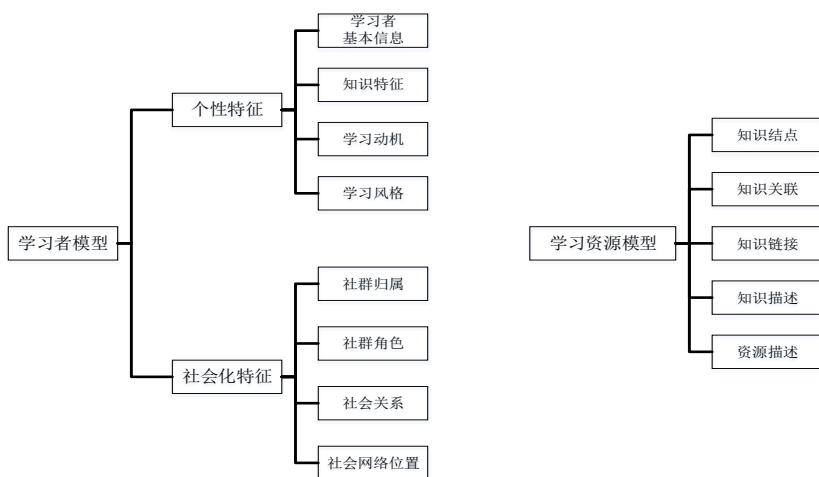 学习者
基本信息
知识特征
个性特征
学习动机
学习风格
学习者模型
社群归属
社群角色
社会化特征
社会关系
社会网络位置
知识结点
知识关联
学习资源模型
知识链接
知识描述
资源描述